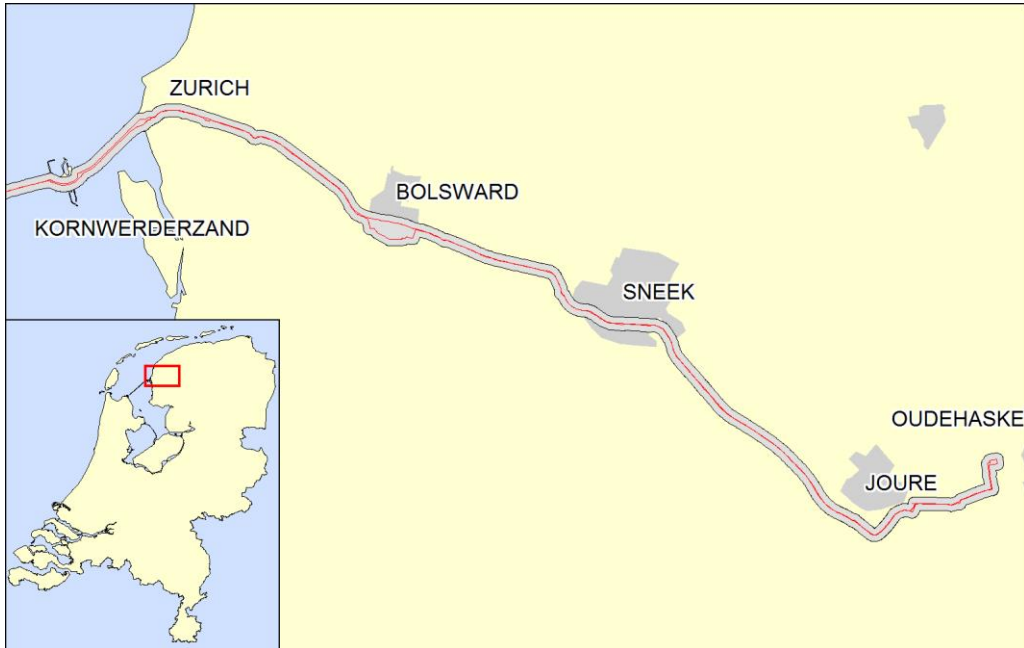 ZURICH
BOLSWARD
KORNWERDERZAND
SNEEK
OUDEHASKE
JOURE